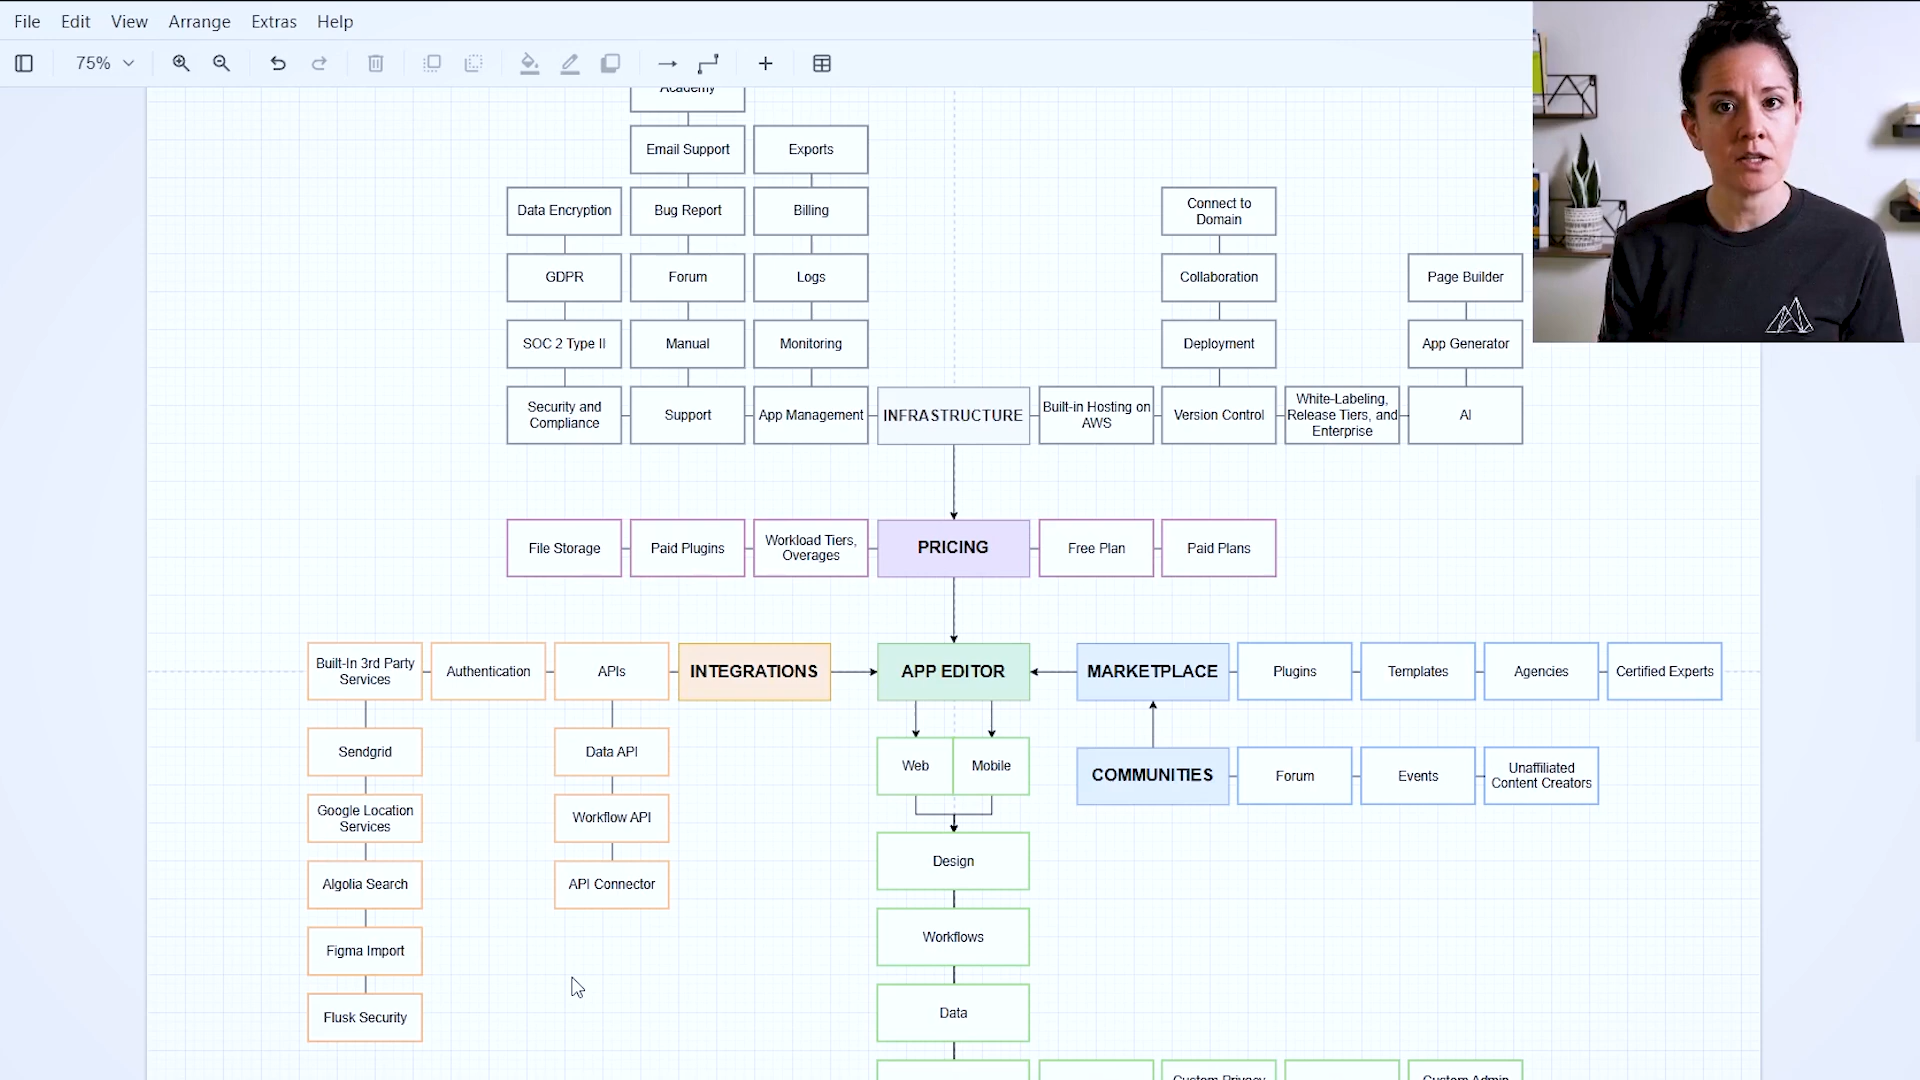 File Edit View Arrange Extras Help
75%
Academy
Email Support
Exports
Data Encryption
Bug Report
Billing
Connect to
Domain
GDPR
Forum
Logs
Collaboration
Page Builder
SOC 2 Type II
Manual
Monitoring
Deployment
App Generator
Security and
Compliance
Support
App Management
INFRASTRUCTURE
Built-in Hosting on
AWS
Version Control
White-Labeling,
Release Tiers, and
Enterprise
AI
File Storage
Paid Plugins
Workload Tiers,
Overages
PRICING
Free Plan
Paid Plans
Built-In 3rd Party
Services
Authentication
APIs
INTEGRATIONS
APP EDITOR
MARKETPLACE
Plugins
Templates
Agencies
Certified Experts
Sendgrid
Data API
Web
Mobile
COMMUNITIES
Forum
Events
Unaffiliated
Content Creators
Google Location
Services
Workflow API
Design
Algolia Search
API Connector
Workflows
Figma Import
Data
Flusk Security
Custom Privacy
Custom Admin